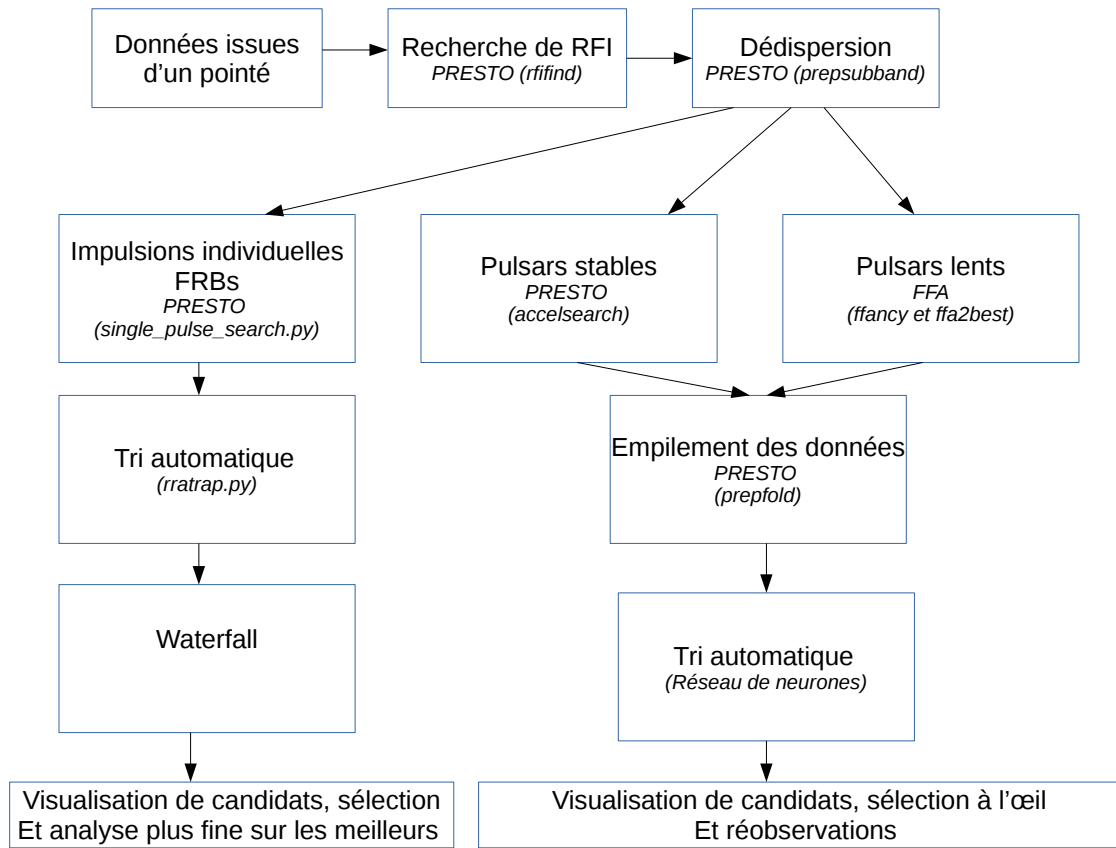 Données issues
d’un pointé
Recherche de RFI
PRESTO (rfifind)
Dédispersion
PRESTO (prepsubband)
Impulsions individuelles
FRBs
PRESTO
(single_pulse_search.py)
Pulsars stables
PRESTO
(accelsearch)
Pulsars lents
FFA
(ffancy et ffa2best)
Tri automatique
(rratrap.py)
Empilement des données
PRESTO
(prepfold)
Waterfall
Tri automatique
(Réseau de neurones)
Visualisation de candidats, sélection
Et analyse plus fine sur les meilleurs
Visualisation de candidats, sélection à l’œil
Et réobservations